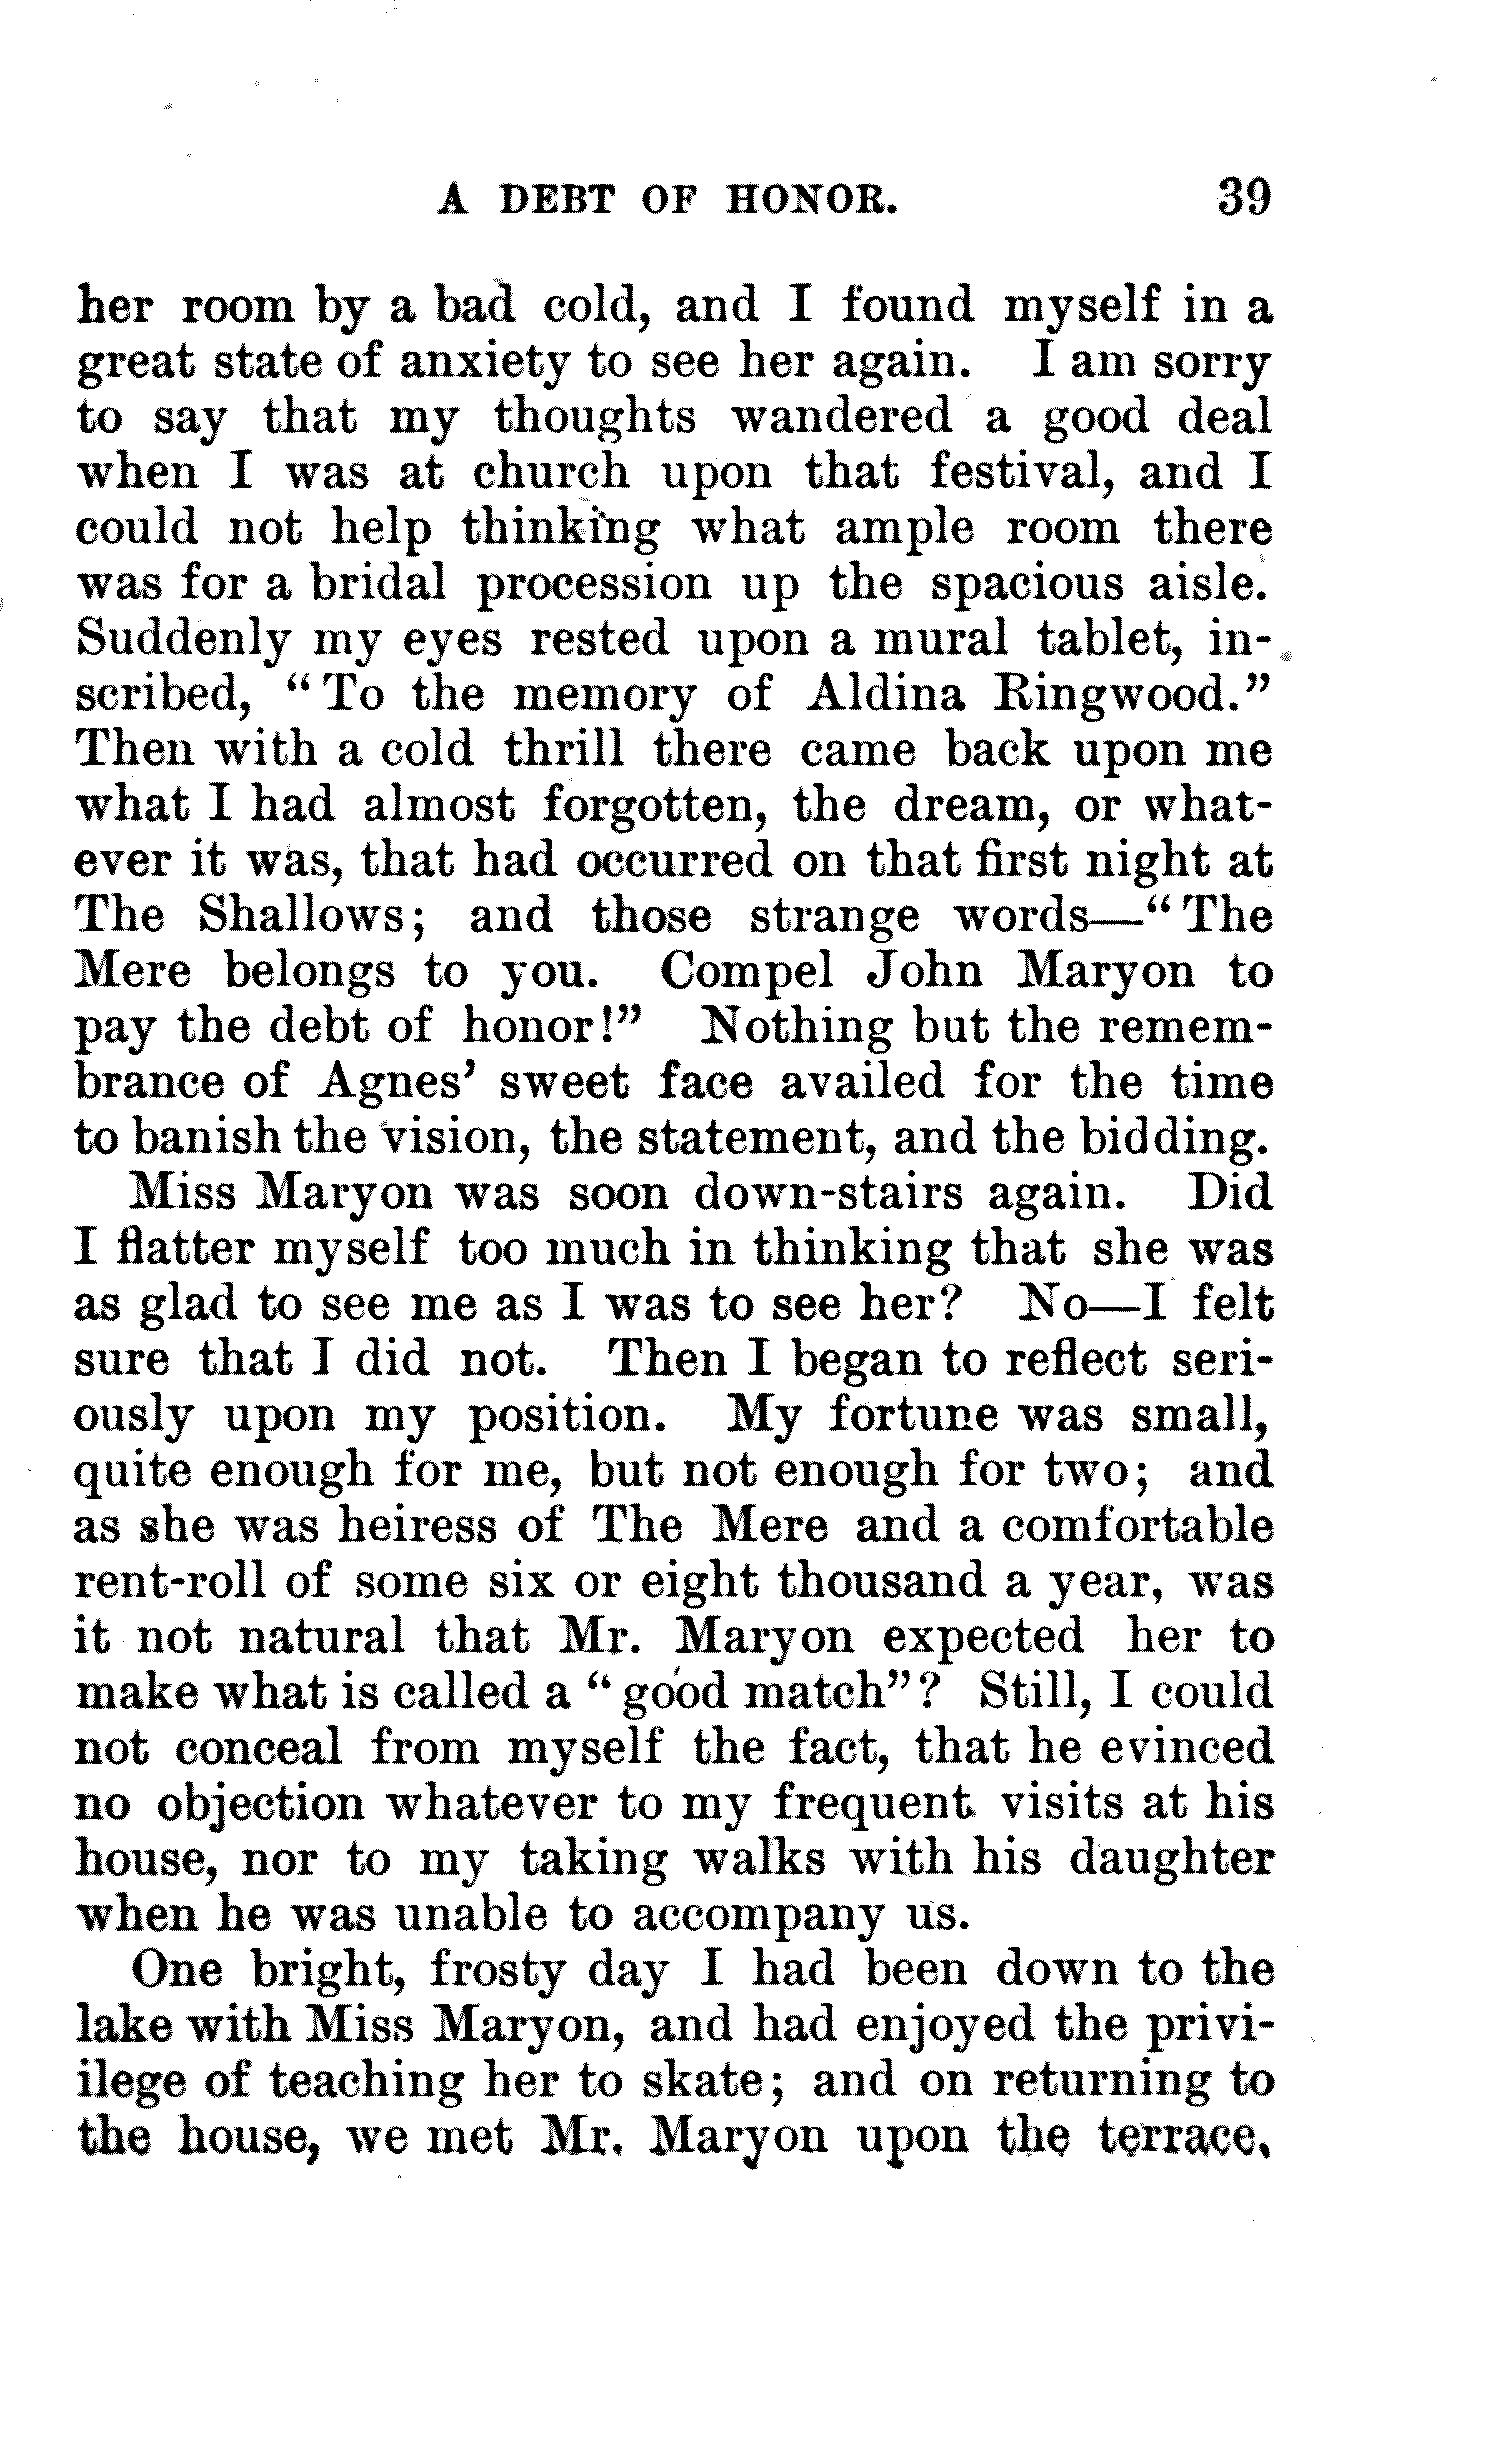 A DEBT OF HONOR. 39
her room by a bad cold, and I found myself in a
great state of anxiety to see her again. I am sorry
to say that my thoughts wandered a good deal
when I was at church upon that festival, and I
could not help thinking what ample room there
was for a bridal procession up the spacious aisle.
Suddenly my eyes rested upon a mural tablet, in-
scribed, “To the memory of Aldina Ringwood.”
Then with a cold thrill there came back upon me
what I had almost forgotten, the dream, or what-
ever it was, that had occurred on that first night at
The Shallows; and those strange words—“The
Mere belongs to you. Compel John Maryon to
pay the debt of honor!” Nothing but the remem-
brance of Agnes’ sweet face availed for the time
to banish the vision, the statement, and the bidding.
Miss Maryon was soon down-stairs again. Did
I flatter myself too much in thinking that she was
as glad to see me as I was to see her? No—I felt
sure that I did not. Then I began to reflect seri-
ously upon my position. My fortune was small,
quite enough for me, but not enough for two; and
as she was heiress of The Mere and a comfortable
rent-roll of some six or eight thousand a year, was
it not natural that Mr. Maryon expected her to
make what is called a “good match”? Still, I could
not conceal from myself the fact, that he evinced
no objection whatever to my frequent visits at his
house, nor to my taking walks with his daughter
when he was unable to accompany us.
One bright, frosty day I had been down to the
lake with Miss Maryon, and had enjoyed the privi-
ilege of teaching her to skate; and on returning to
the house, we met Mr. Maryon upon the terrace.